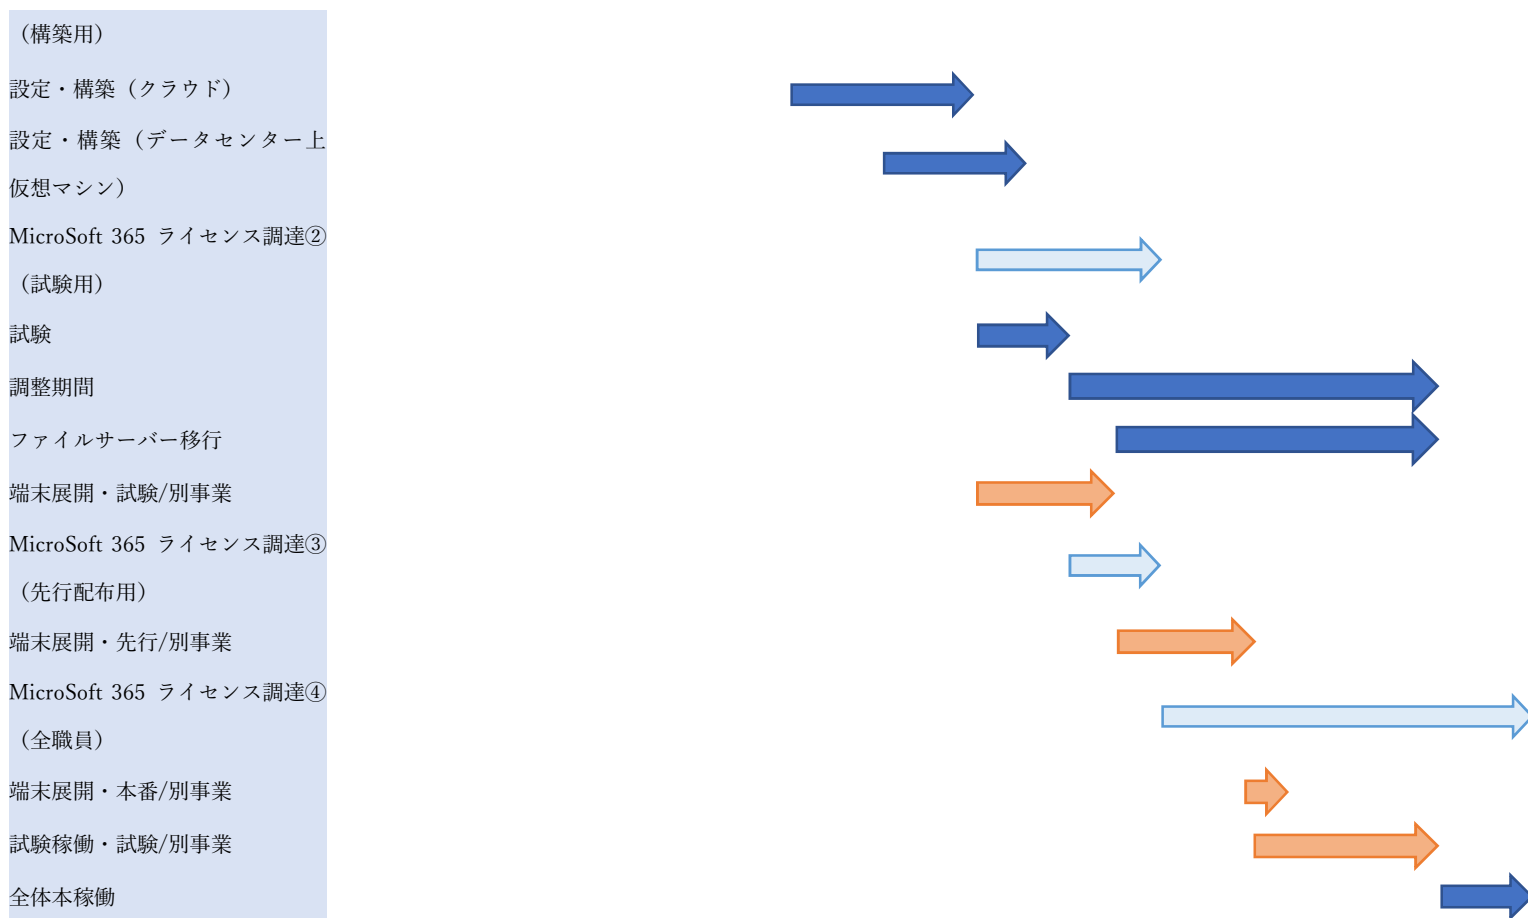 （構築用）
設定・構築（クラウド）
設定・構築（データセンター上
仮想マシン）
MicroSoft 365 ライセンス調達②
（試験用）
試験
調整期間
ファイルサーバー移行
端末展開・試験/別事業
MicroSoft 365 ライセンス調達③
（先行配布用）
端末展開・先行/別事業
MicroSoft 365 ライセンス調達④
（全職員）
端末展開・本番/別事業
試験稼働・試験/別事業
全体本稼働